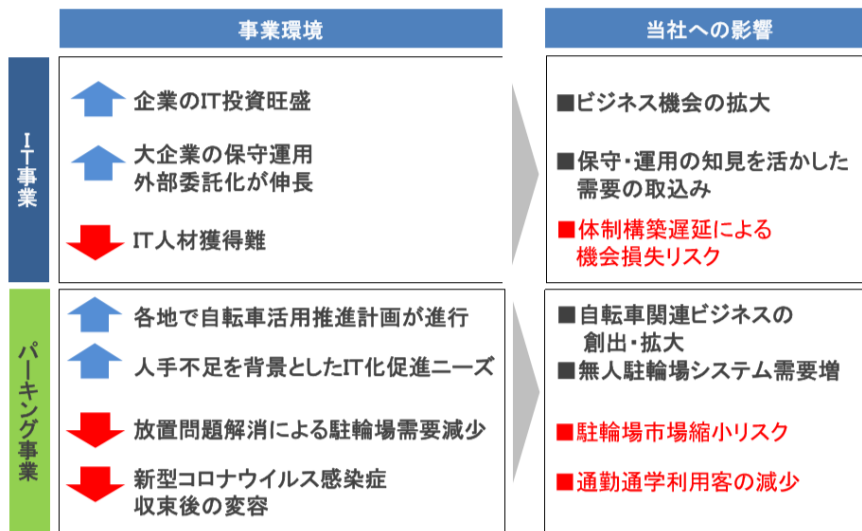 事業環境
当社への影響
IT事業
企業のIT投資旺盛
大企業の保守運用
外部委託化が伸長
IT人材獲得難
■ビジネス機会の拡大
■保守・運用の知見を活かした
需要の取込み
■体制構築遅延による
機会損失リスク
パーキング事業
各地で自転車活用推進計画が進行
人手不足を背景としたIT化促進ニーズ
放置問題解消による駐輪場需要減少
新型コロナウイルス感染症
収束後の変容
■自転車関連ビジネスの
創出・拡大
■無人駐輪場システム需要増
■駐輪場市場縮小リスク
■通勤通学利用客の減少